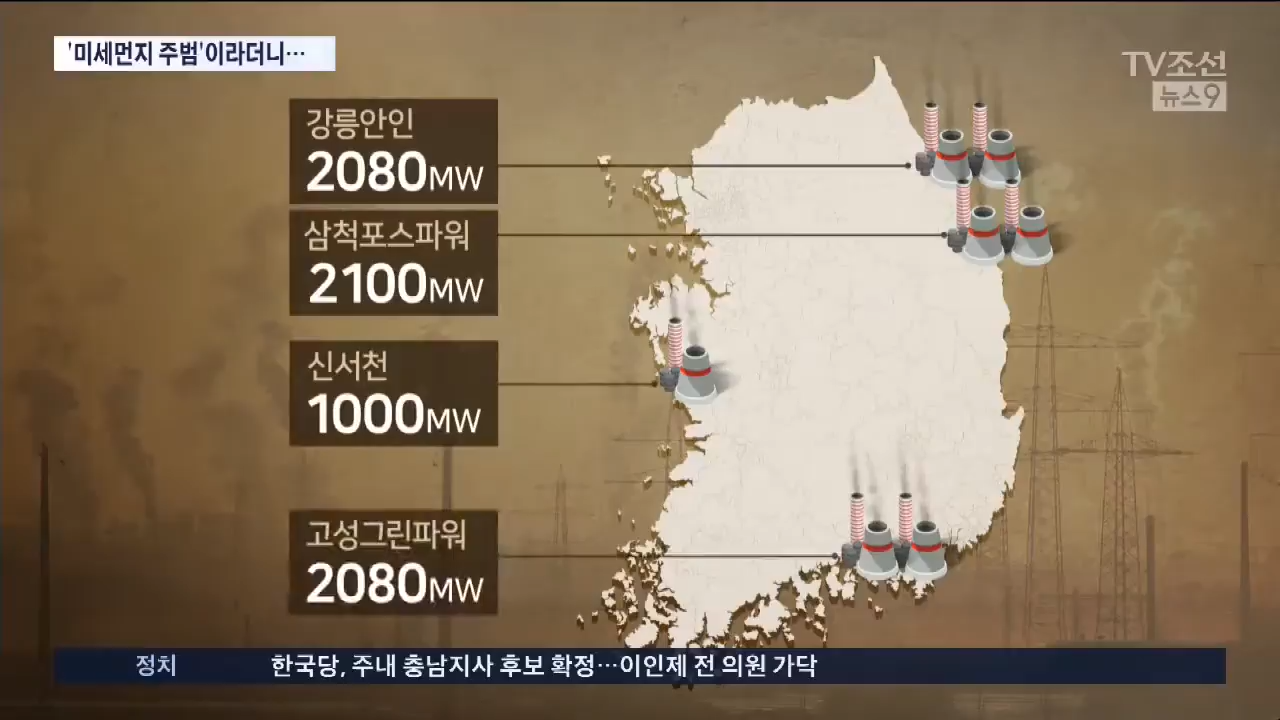 '미세먼지 주범'이라더니…
TV조선
뉴스9
강릉안인
2080MW
삼척포스파워
2100MW
신서천
1000MW
고성그린파워
2080MW
정치 한국당, 주내 충남지사 후보 확정…이인제 전 의원 가닥